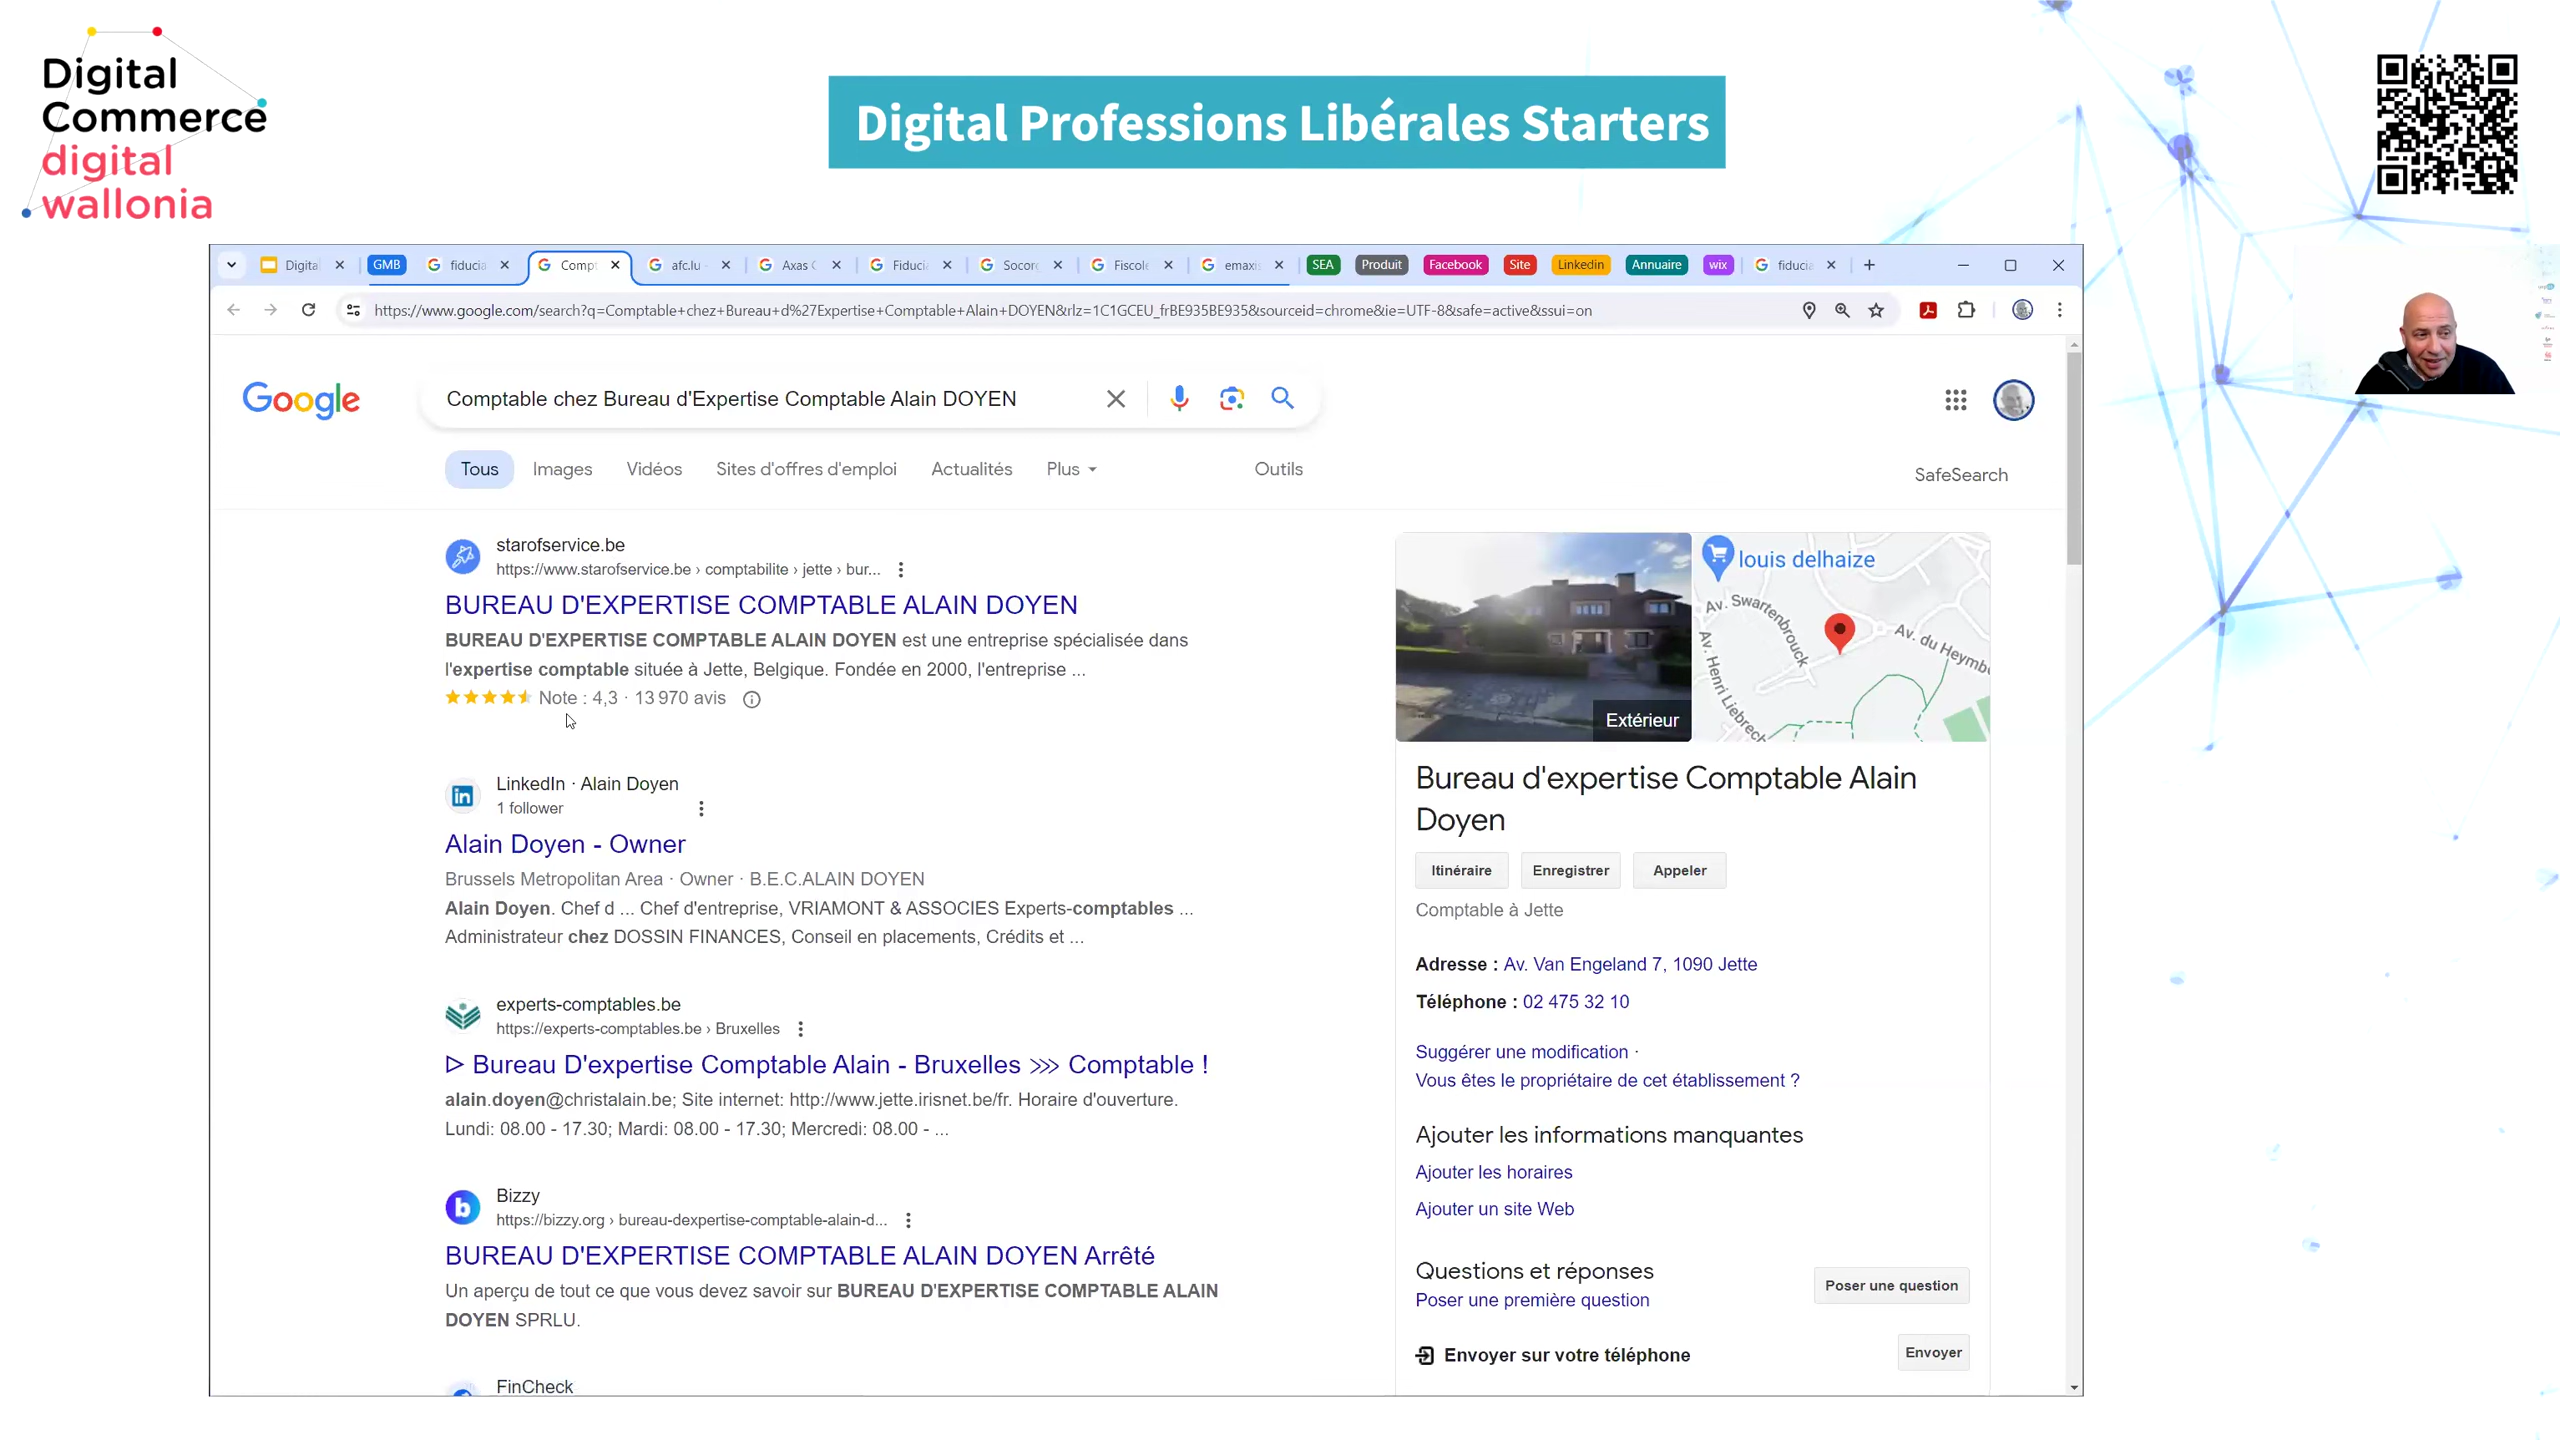 Digital
Commerce
digital
wallonia
Digital Professions Libérales Starters
Digita
GMB
fiducia
Compt
afc.lu -
Axas C
Fiducia
Socorg
Fiscole
emaxis
SEA
Produit
Facebook
Site
Linkedin
Annuaire
wix
fiducia
https://www.google.com/search?q=Comptable+chez+Bureau+d%27Expertise+Comptable+Alain+DOYEN&rlz=1C1GCEU_frBE935BE935&sourceid=chrome&ie=UTF-8&safe=active&ssui=on
Google
Comptable chez Bureau d'Expertise Comptable Alain DOYEN
Tous
Images
Vidéos
Sites d'offres d'emploi
Actualités
Plus
Outils
SafeSearch
starofservice.be
https://www.starofservice.be › comptabilite › jette › bur...
BUREAU D'EXPERTISE COMPTABLE ALAIN DOYEN
BUREAU D'EXPERTISE COMPTABLE ALAIN DOYEN est une entreprise spécialisée dans
l'expertise comptable située à Jette, Belgique. Fondée en 2000, l'entreprise ...
Note : 4,3 · 13 970 avis
LinkedIn · Alain Doyen
1 follower
Alain Doyen - Owner
Brussels Metropolitan Area · Owner · B.E.C.ALAIN DOYEN
Alain Doyen. Chef d ... Chef d'entreprise, VRIAMONT & ASSOCIES Experts-comptables ...
Administrateur chez DOSSIN FINANCES, Conseil en placements, Crédits et ...
experts-comptables.be
https://experts-comptables.be › Bruxelles
ᐅ Bureau D'expertise Comptable Alain - Bruxelles ⋙ Comptable !
alain.doyen@christalain.be; Site internet: http://www.jette.irisnet.be/fr. Horaire d'ouverture.
Lundi: 08.00 - 17.30; Mardi: 08.00 - 17.30; Mercredi: 08.00 - ...
Bizzy
https://bizzy.org › bureau-dexpertise-comptable-alain-d...
BUREAU D'EXPERTISE COMPTABLE ALAIN DOYEN Arrêté
Un aperçu de tout ce que vous devez savoir sur BUREAU D'EXPERTISE COMPTABLE ALAIN
DOYEN SPRLU.
FinCheck
Extérieur
louis delhaize
Av. Swartenbrouck
Av. du Heymb
Av. Henri Liebrech
Bureau d'expertise Comptable Alain
Doyen
Itinéraire
Enregistrer
Appeler
Comptable à Jette
Adresse : Av. Van Engeland 7, 1090 Jette
Téléphone : 02 475 32 10
Suggérer une modification ·
Vous êtes le propriétaire de cet établissement ?
Ajouter les informations manquantes
Ajouter les horaires
Ajouter un site Web
Questions et réponses
Poser une première question
Poser une question
Envoyer sur votre téléphone
Envoyer